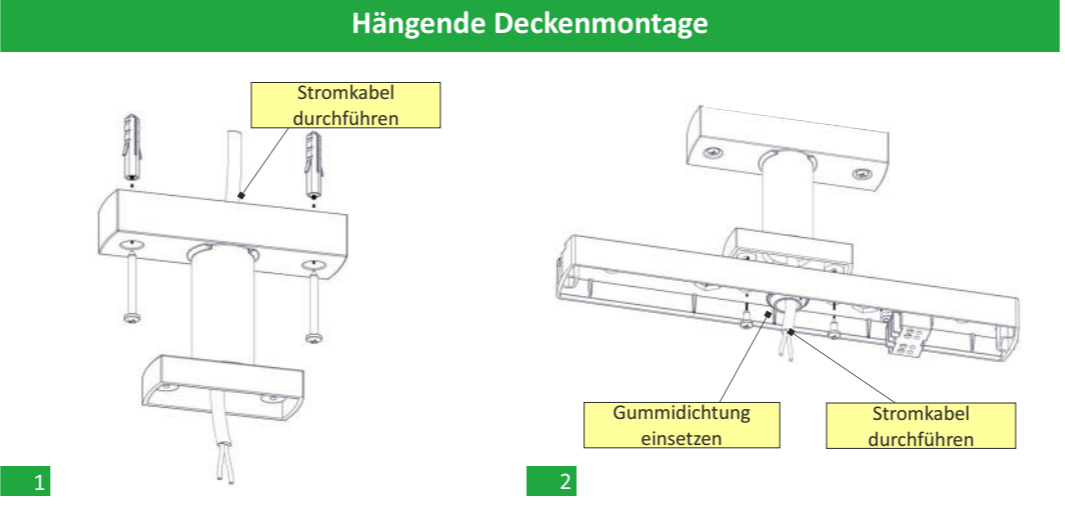 Hängende Deckenmontage
Stromkabel
durchführen
1
Gummidichtung
einsetzen
Stromkabel
durchführen
2